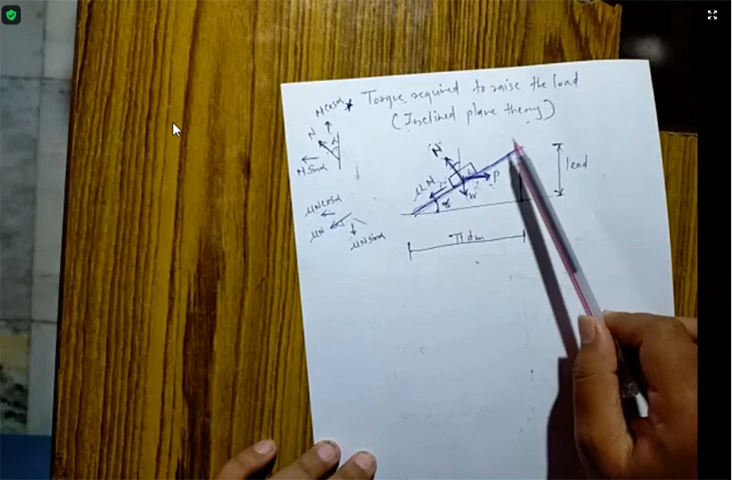 * Torque required to raise the load
(Inclined plane theory)
N cosα
N
α
N sinα
μN cosα
μN
μN sinα
N
μN
P
W
α
lead
πdm